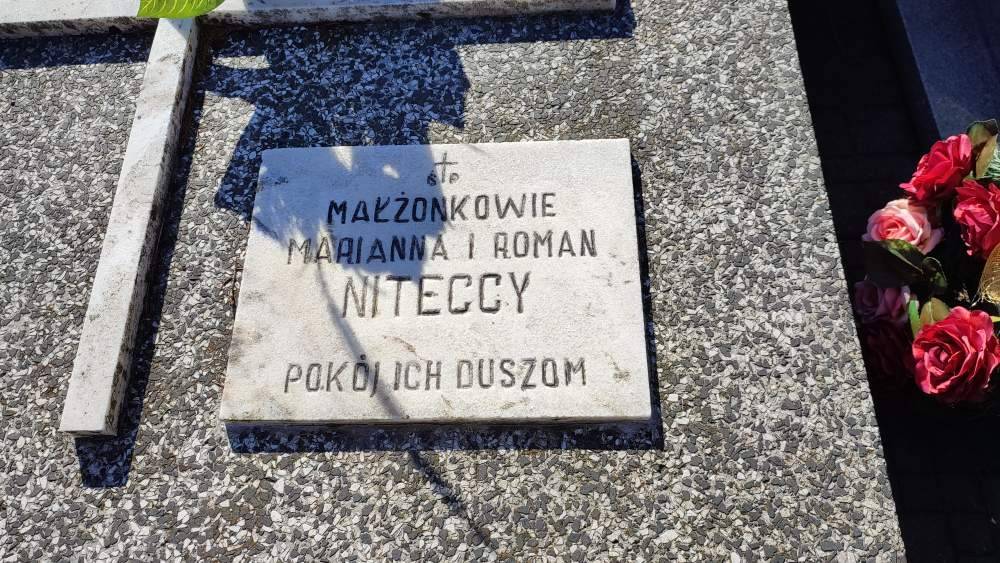 ś†p
MAŁŻONKOWIE
MARIANNA I ROMAN
NITECCY
POKÓJ ICH DUSZOM